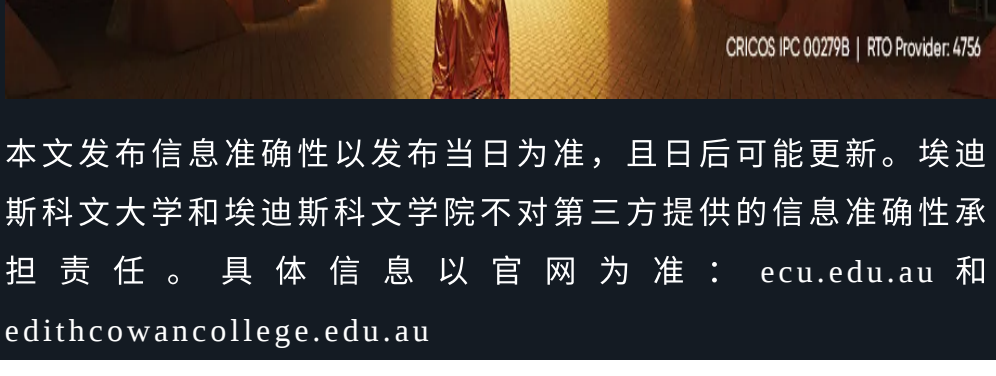 CRICOS IPC 00279B | RTO Provider: 4756
本文发布信息准确性以发布当日为准，且日后可能更新。埃迪
斯科文大学和埃迪斯科文学院不对第三方提供的信息准确性承
担责任。具体信息以官网为准：ecu.edu.au和
edithcowancollege.edu.au